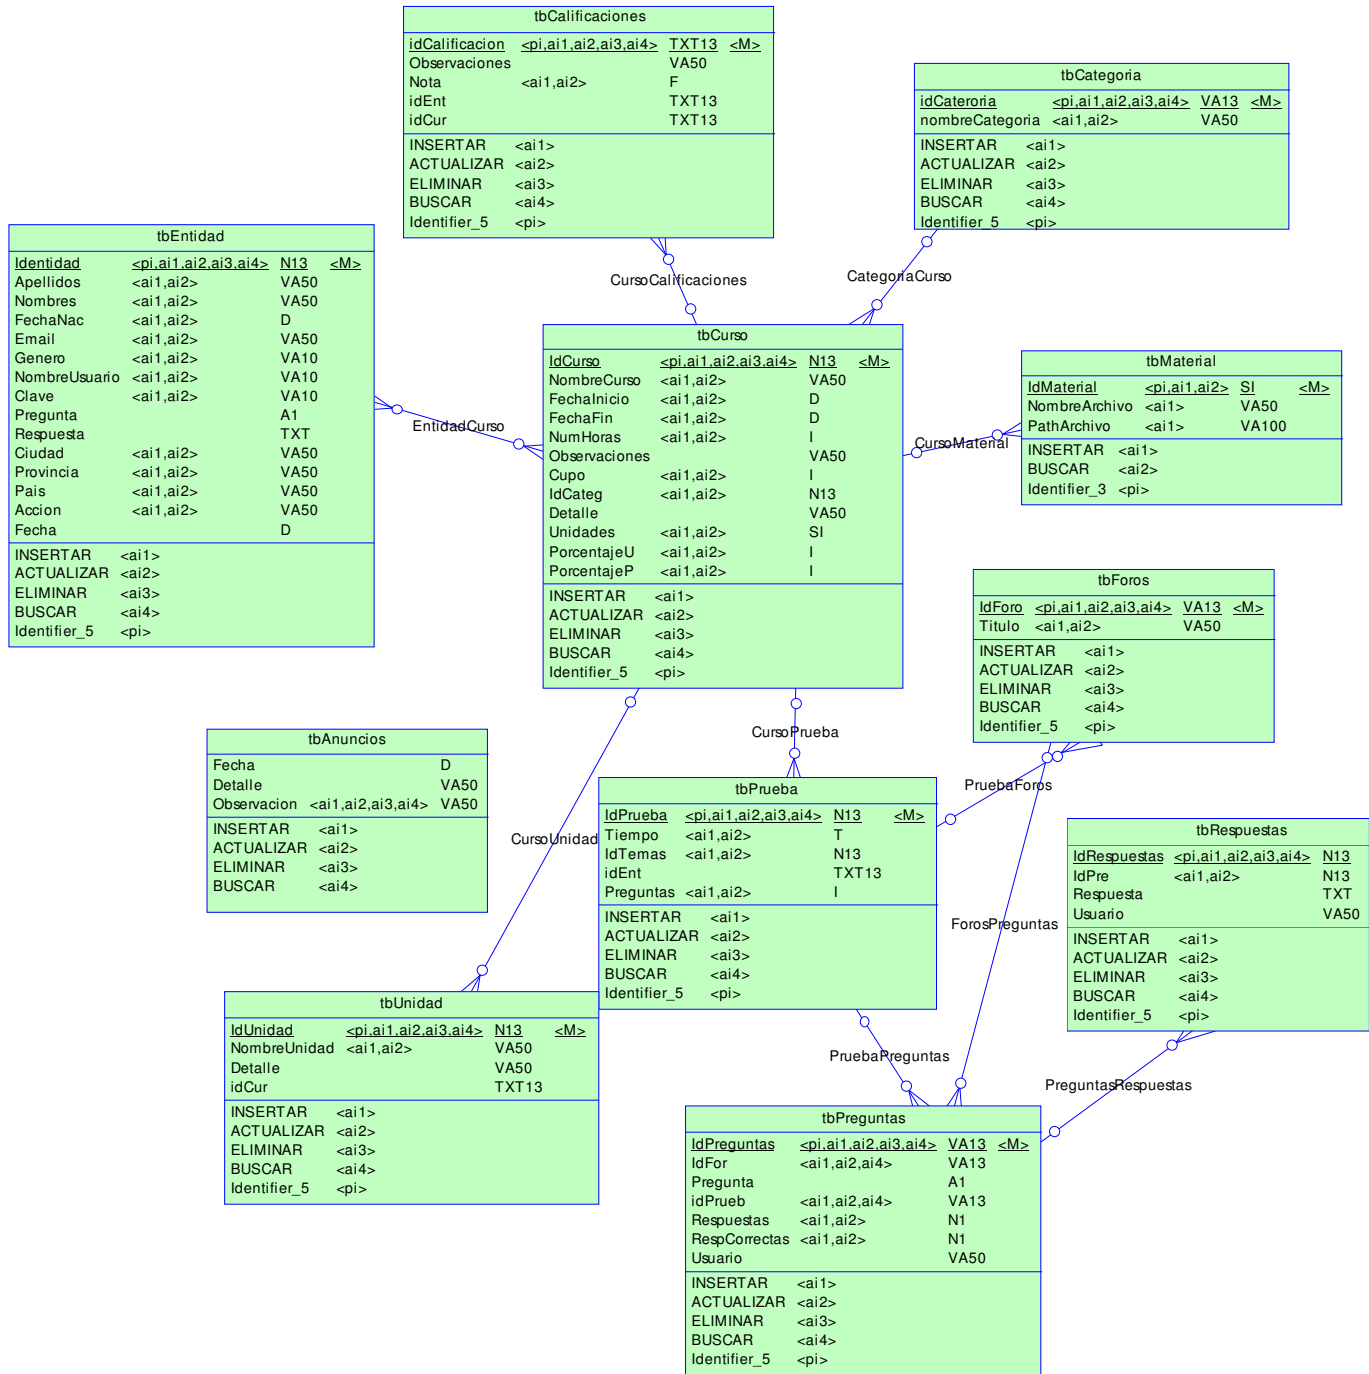 tbCalificaciones
idCalificacion <pi,ai1,ai2,ai3,ai4> TXT13 <M>
Observaciones VA50
Nota <ai1,ai2> F
idEnt TXT13
idCur TXT13
INSERTAR <ai1>
ACTUALIZAR <ai2>
ELIMINAR <ai3>
BUSCAR <ai4>
Identifier_5 <pi>
tbCategoria
idCateroria <pi,ai1,ai2,ai3,ai4> VA13 <M>
nombreCategoria <ai1,ai2> VA50
INSERTAR <ai1>
ACTUALIZAR <ai2>
ELIMINAR <ai3>
BUSCAR <ai4>
Identifier_5 <pi>
tbEntidad
Identidad <pi,ai1,ai2,ai3,ai4> N13 <M>
Apellidos <ai1,ai2> VA50
Nombres <ai1,ai2> VA50
FechaNac <ai1,ai2> D
Email <ai1,ai2> VA50
Genero <ai1,ai2> VA10
NombreUsuario <ai1,ai2> VA10
Clave <ai1,ai2> VA10
Pregunta A1
Respuesta TXT
Ciudad <ai1,ai2> VA50
Provincia <ai1,ai2> VA50
Pais <ai1,ai2> VA50
Accion <ai1,ai2> VA50
Fecha D
INSERTAR <ai1>
ACTUALIZAR <ai2>
ELIMINAR <ai3>
BUSCAR <ai4>
Identifier_5 <pi>
CursoCalificaciones
CategoriaCurso
EntidadCurso
tbCurso
IdCurso <pi,ai1,ai2,ai3,ai4> N13 <M>
NombreCurso <ai1,ai2> VA50
FechaInicio <ai1,ai2> D
FechaFin <ai1,ai2> D
NumHoras <ai1,ai2> I
Observaciones VA50
Cupo <ai1,ai2> I
IdCateg <ai1,ai2> N13
Detalle VA50
Unidades <ai1,ai2> SI
PorcentajeU <ai1,ai2> I
PorcentajeP <ai1,ai2> I
INSERTAR <ai1>
ACTUALIZAR <ai2>
ELIMINAR <ai3>
BUSCAR <ai4>
Identifier_5 <pi>
CursoMaterial
tbMaterial
IdMaterial <pi,ai1,ai2> SI <M>
NombreArchivo <ai1> VA50
PathArchivo <ai1> VA100
INSERTAR <ai1>
BUSCAR <ai2>
Identifier_3 <pi>
tbForos
IdForo <pi,ai1,ai2,ai3,ai4> VA13 <M>
Titulo <ai1,ai2> VA50
INSERTAR <ai1>
ACTUALIZAR <ai2>
ELIMINAR <ai3>
BUSCAR <ai4>
Identifier_5 <pi>
tbAnuncios
Fecha D
Detalle VA50
Observacion <ai1,ai2,ai3,ai4> VA50
INSERTAR <ai1>
ACTUALIZAR <ai2>
ELIMINAR <ai3>
BUSCAR <ai4>
CursoUnidad
CursoPrueba
PruebaForos
tbPrueba
IdPrueba <pi,ai1,ai2,ai3,ai4> N13 <M>
Tiempo <ai1,ai2> T
IdTemas <ai1,ai2> N13
idEnt TXT13
Preguntas <ai1,ai2> I
INSERTAR <ai1>
ACTUALIZAR <ai2>
ELIMINAR <ai3>
BUSCAR <ai4>
Identifier_5 <pi>
ForosPreguntas
tbRespuestas
IdRespuestas <pi,ai1,ai2,ai3,ai4> N13
IdPre <ai1,ai2> N13
Respuesta TXT
Usuario VA50
INSERTAR <ai1>
ACTUALIZAR <ai2>
ELIMINAR <ai3>
BUSCAR <ai4>
Identifier_5 <pi>
tbUnidad
IdUnidad <pi,ai1,ai2,ai3,ai4> N13 <M>
NombreUnidad <ai1,ai2> VA50
Detalle VA50
idCur TXT13
INSERTAR <ai1>
ACTUALIZAR <ai2>
ELIMINAR <ai3>
BUSCAR <ai4>
Identifier_5 <pi>
PruebaPreguntas
PreguntasRespuestas
tbPreguntas
IdPreguntas <pi,ai1,ai2,ai3,ai4> VA13 <M>
IdFor <ai1,ai2,ai4> VA13
Pregunta A1
idPrueb <ai1,ai2,ai4> VA13
Respuestas <ai1,ai2> N1
RespCorrectas <ai1,ai2> N1
Usuario VA50
INSERTAR <ai1>
ACTUALIZAR <ai2>
ELIMINAR <ai3>
BUSCAR <ai4>
Identifier_5 <pi>